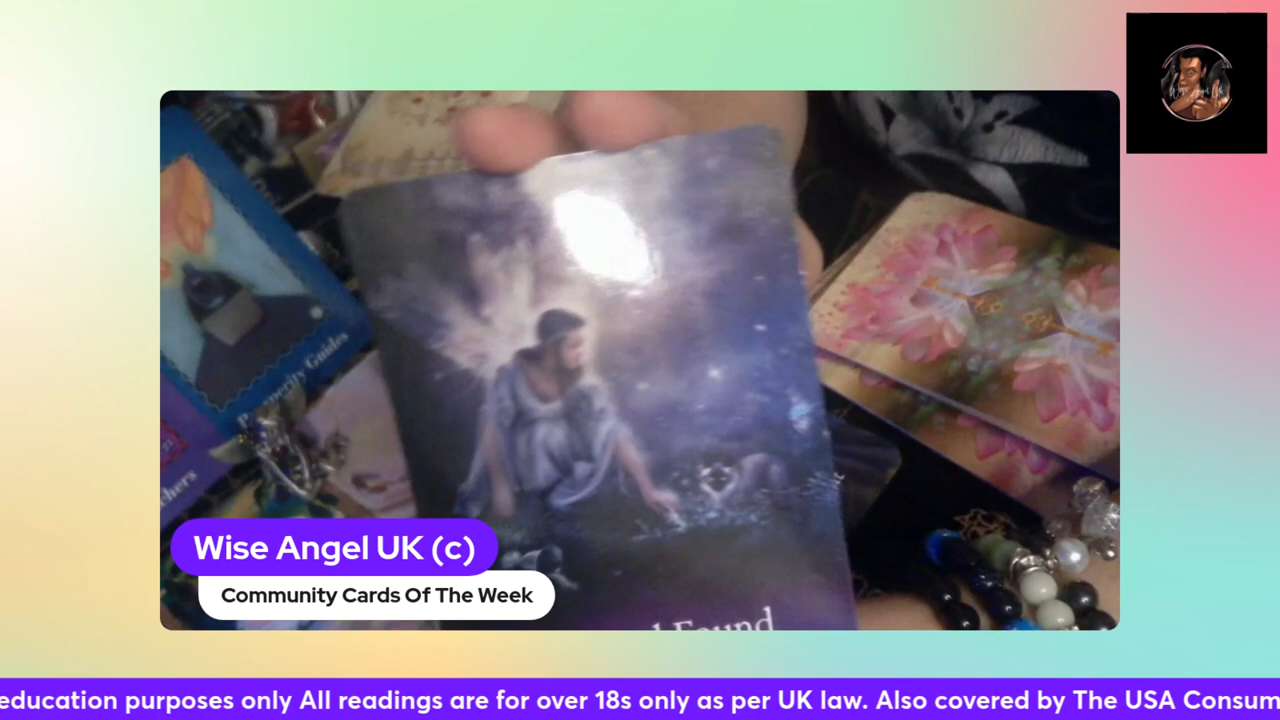 Prosperity Guides
Wise Angel UK (c)
Community Cards Of The Week
Found
education purposes only All readings are for over 18s only as per UK law. Also covered by The USA Consum